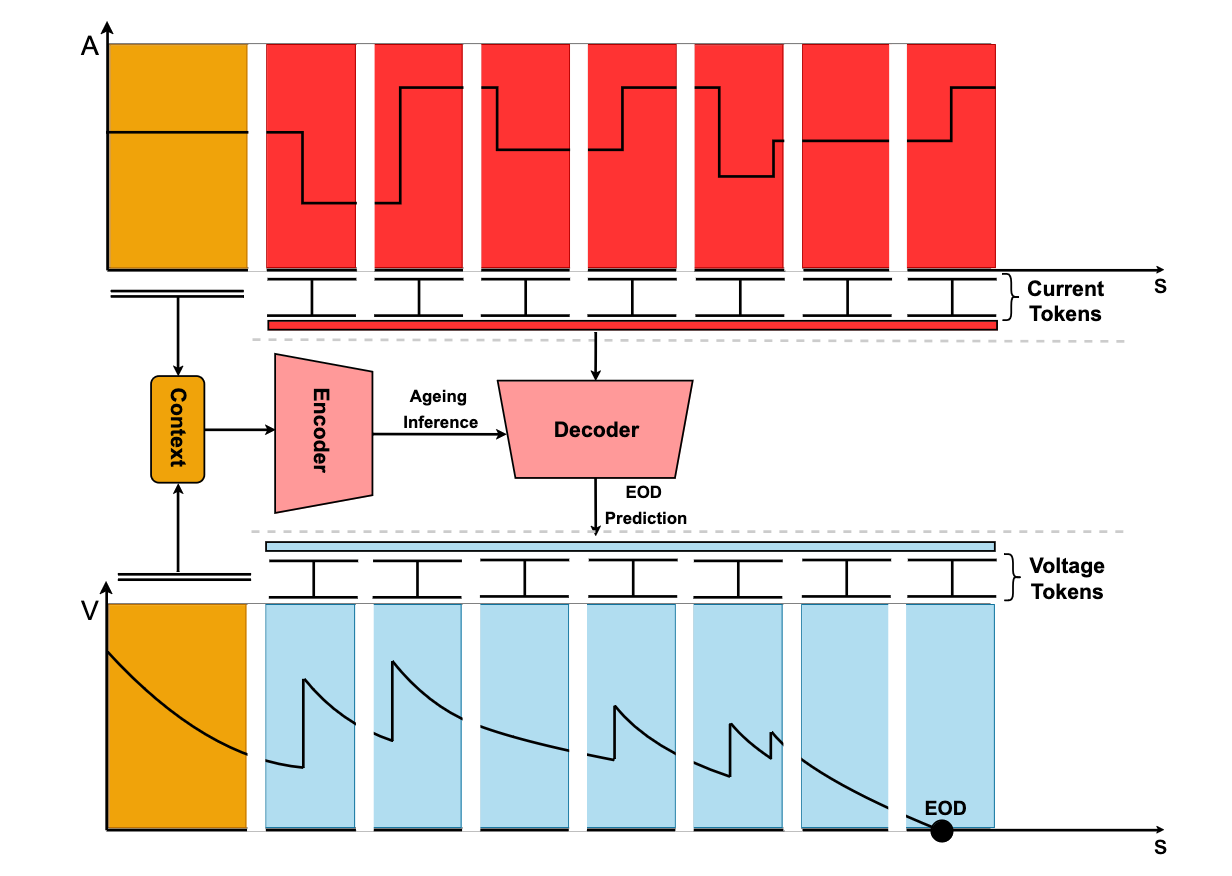 A
S
Current
Tokens
Context
Encoder
Ageing
Inference
Decoder
EOD
Prediction
Voltage
Tokens
V
EOD
S